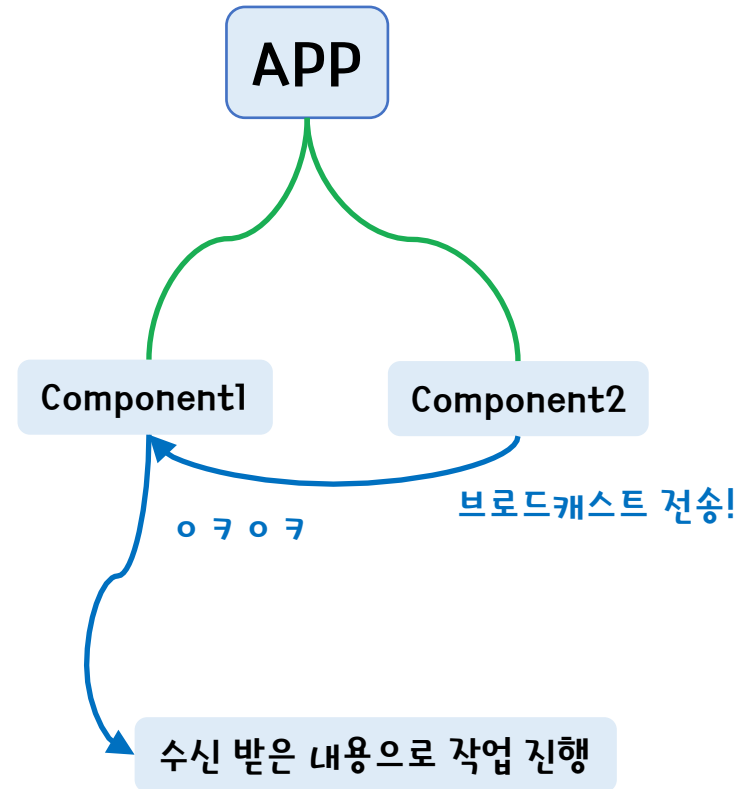 APP
Component1
Component2
브로드캐스트 전송!
ㅇㅋㅇㅋ
수신 받은 내용으로 작업 진행